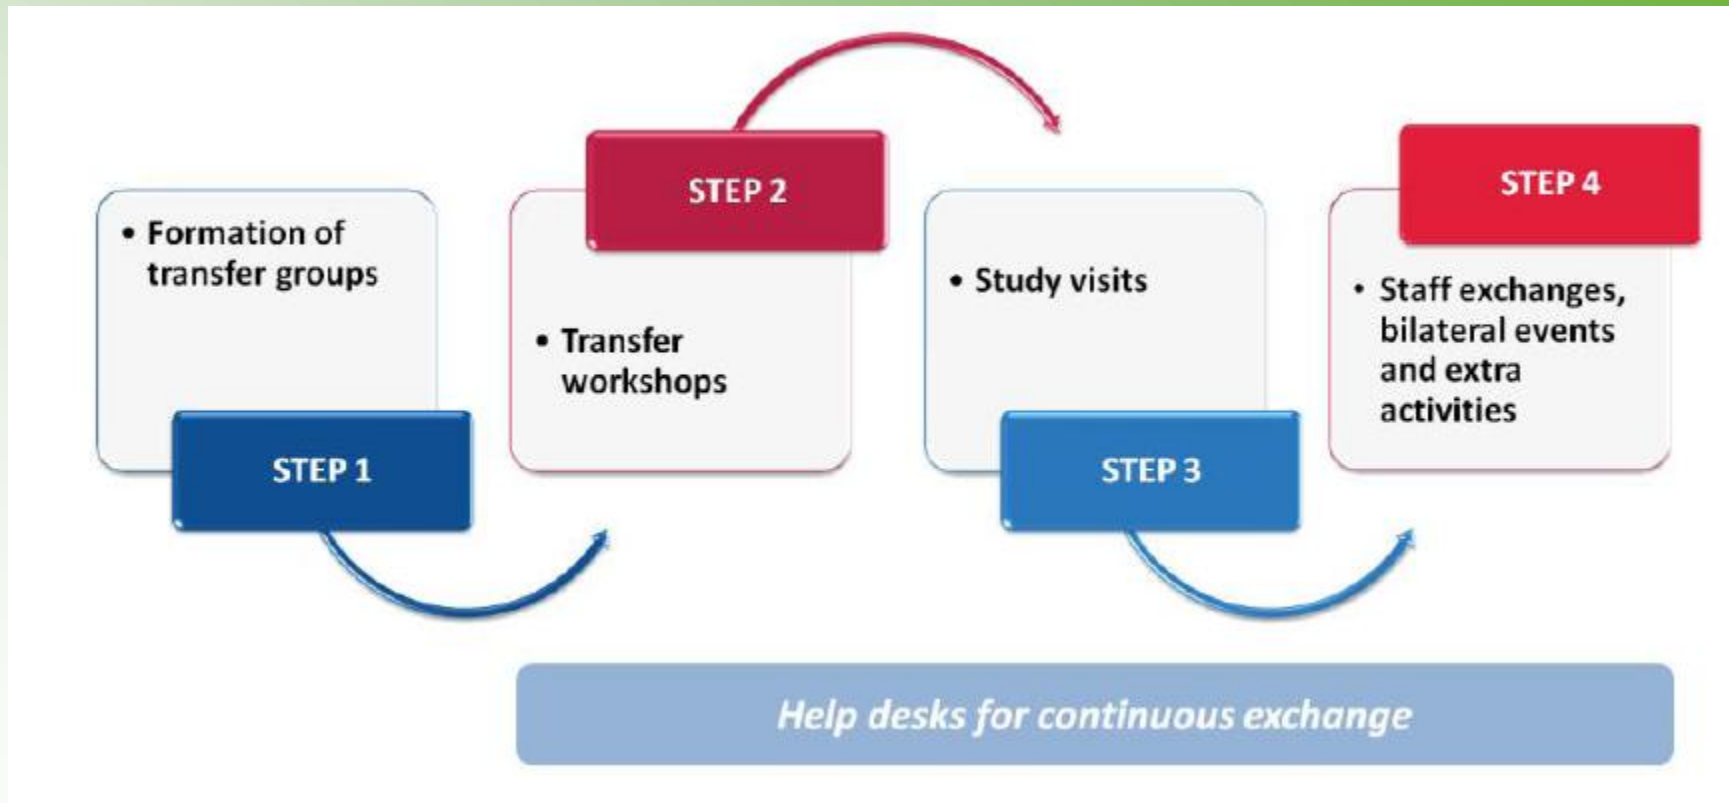 • Formation of
transfer groups
STEP 1
STEP 2
• Transfer
workshops
• Study visits
STEP 3
STEP 4
• Staff exchanges,
bilateral events
and extra
activities
Help desks for continuous exchange